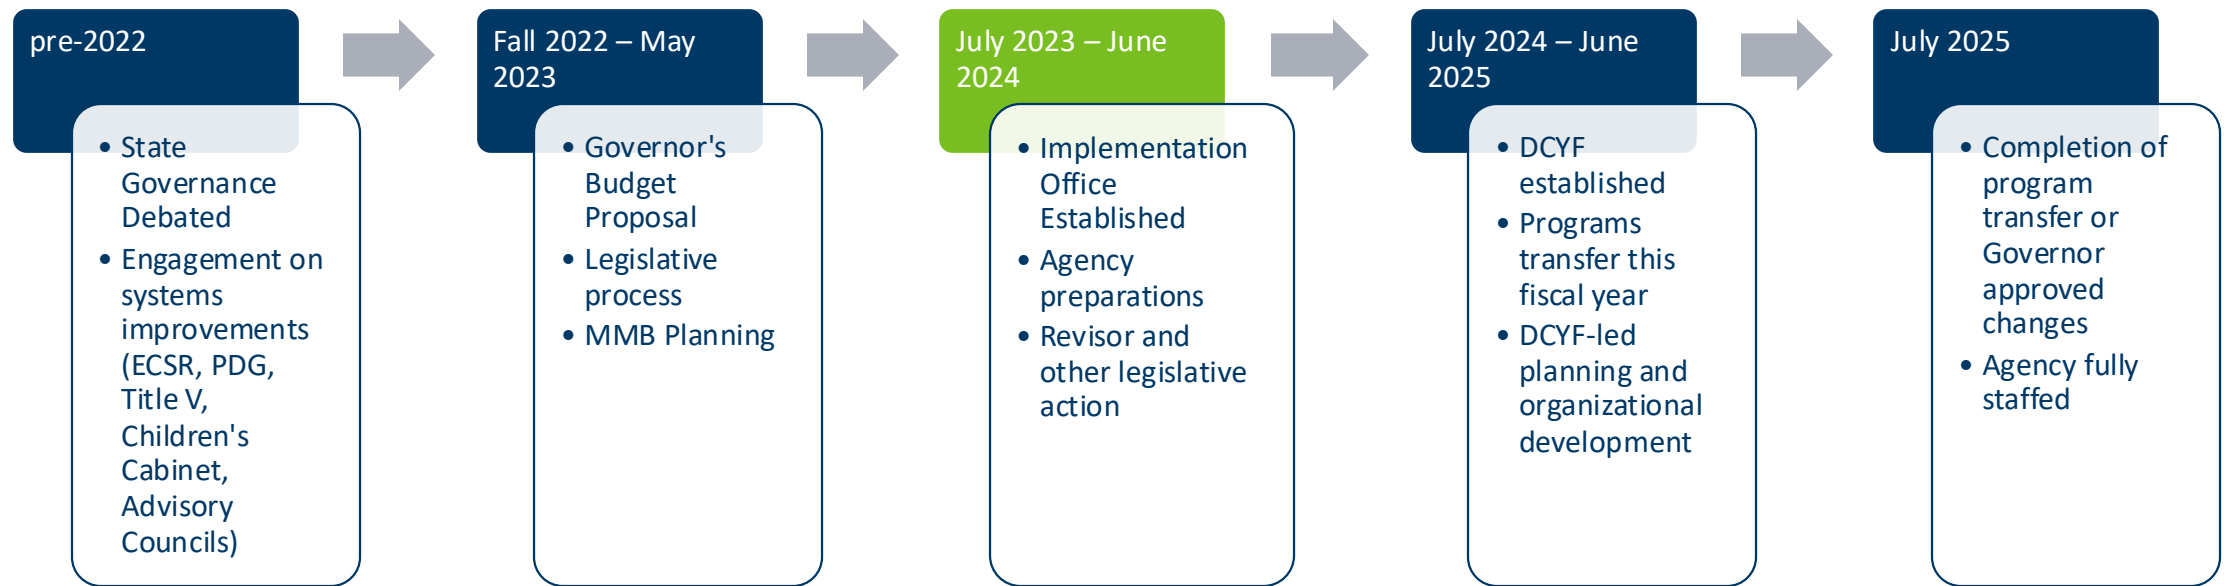 pre-2022
• State
Governance
Debated
• Engagement on
systems
improvements
(ECSR, PDG,
Title V,
Children's
Cabinet,
Advisory
Councils)
Fall 2022 – May
2023
• Governor's
Budget
Proposal
• Legislative
process
• MMB Planning
July 2023 – June
2024
• Implementation
Office
Established
• Agency
preparations
• Revisor and
other legislative
action
July 2024 – June
2025
• DCYF
established
• Programs
transfer this
fiscal year
• DCYF-led
planning and
organizational
development
July 2025
• Completion of
program
transfer or
Governor
approved
changes
• Agency fully
staffed